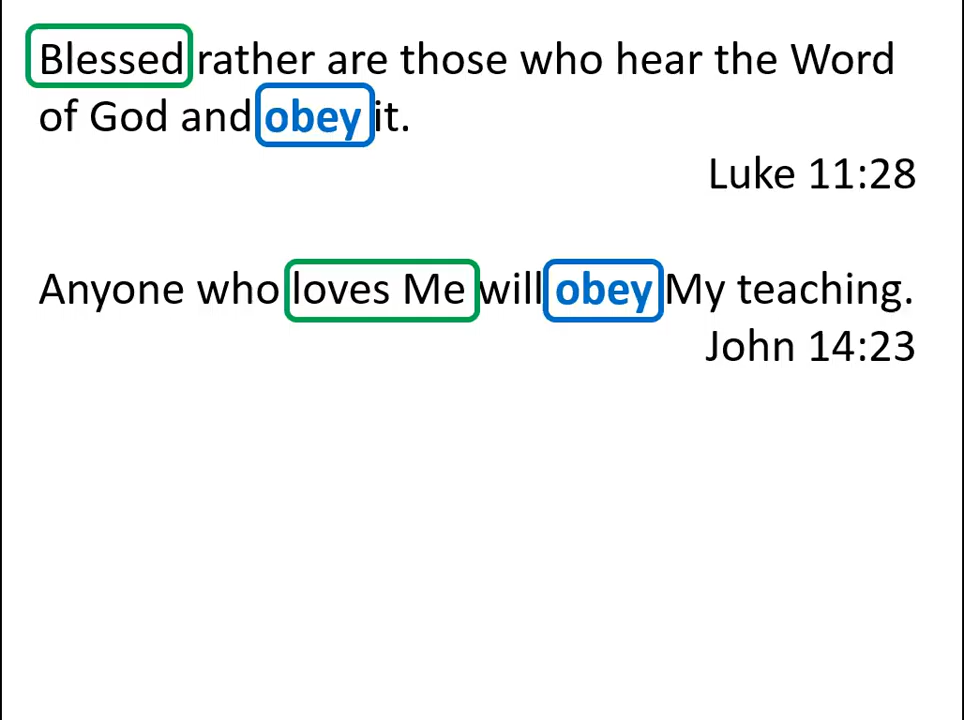 Blessed rather are those who hear the Word
of God and obey it.
Luke 11:28
Anyone who loves Me will obey My teaching.
John 14:23